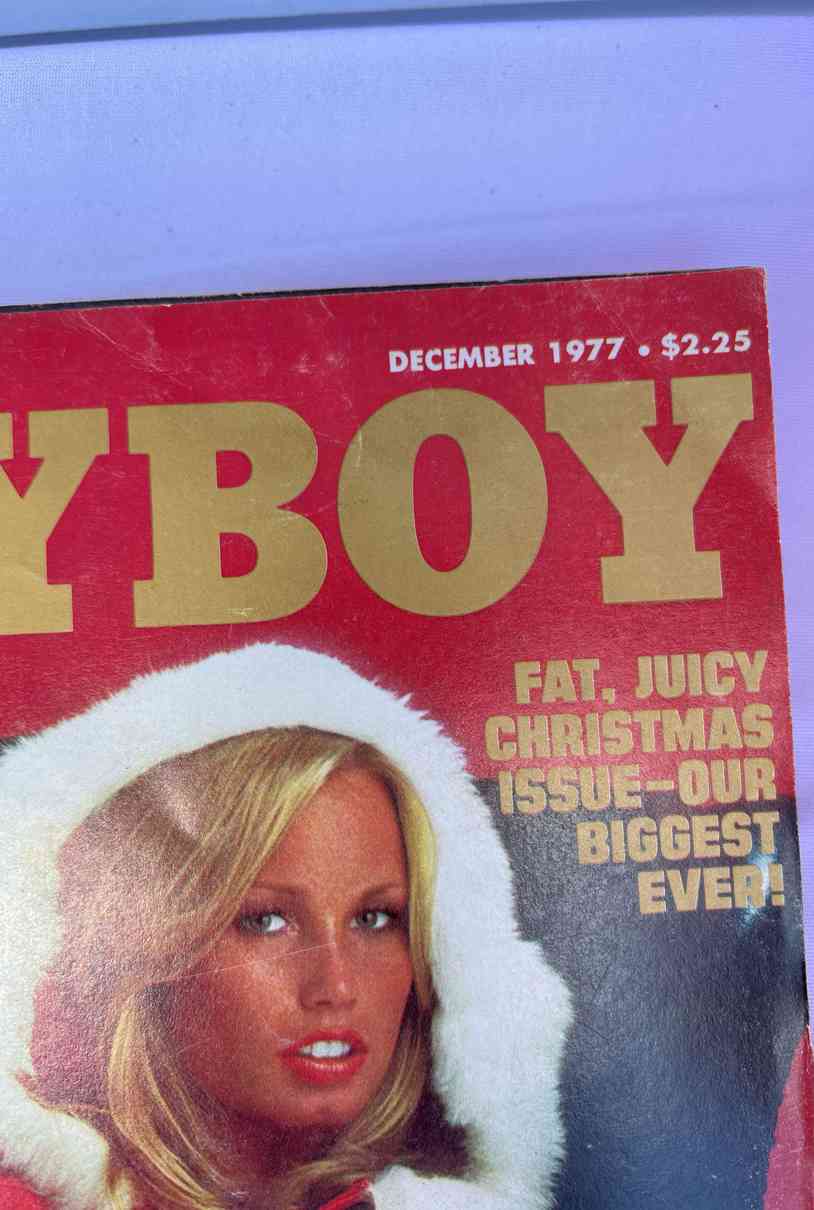 DECEMBER 1977 • $2.25
YBOY
FAT, JUICY
CHRISTMAS
ISSUE–OUR
BIGGEST
EVER!